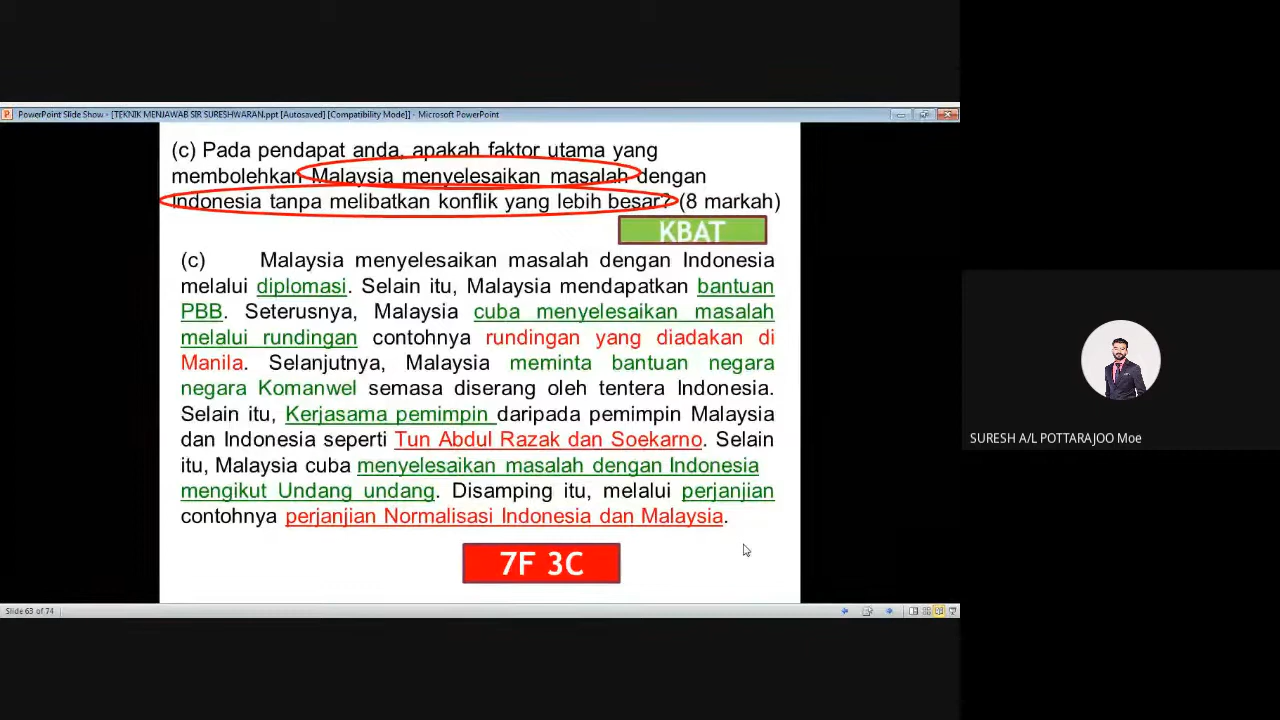 PowerPoint Slide Show - [TEKNIK MENJAWAB SIR SURESHWARAN.ppt [Autosaved] [Compatibility Mode]] - Microsoft PowerPoint
(c) Pada pendapat anda, apakah faktor utama yang
membolehkan Malaysia menyelesaikan masalah dengan
Indonesia tanpa melibatkan konflik yang lebih besar? (8 markah)
KBAT
(c) Malaysia menyelesaikan masalah dengan Indonesia
melalui diplomasi. Selain itu, Malaysia mendapatkan bantuan
PBB. Seterusnya, Malaysia cuba menyelesaikan masalah
melalui rundingan contohnya rundingan yang diadakan di
Manila. Selanjutnya, Malaysia meminta bantuan negara
negara Komanwel semasa diserang oleh tentera Indonesia.
Selain itu, Kerjasama pemimpin daripada pemimpin Malaysia
dan Indonesia seperti Tun Abdul Razak dan Soekarno. Selain
itu, Malaysia cuba menyelesaikan masalah dengan Indonesia
mengikut Undang undang. Disamping itu, melalui perjanjian
contohnya perjanjian Normalisasi Indonesia dan Malaysia.
7F 3C
Slide 63 of 74
SURESH A/L POTTARAJOO Moe